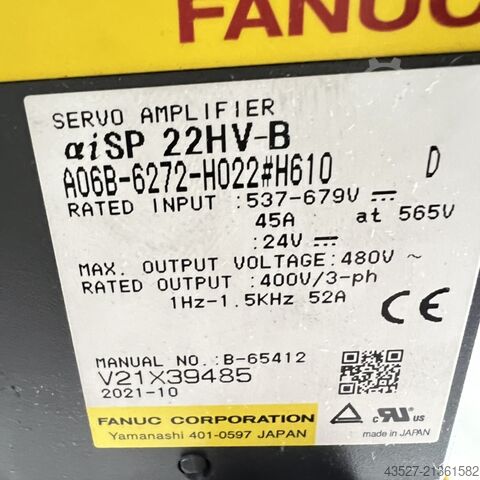 FANUC
SERVO AMPLIFIER
αiSP 22HV-B
A06B-6272-H022#H610 D
RATED INPUT :537-679V ⎓
45A at 565V
:24V ⎓
MAX. OUTPUT VOLTAGE:480V ~
RATED OUTPUT :400V/3-ph
1Hz-1.5KHz 52A
CE
MANUAL NO.:B-65412
V21X39485
2021-10
FANUC CORPORATION
Yamanashi 401-0597 JAPAN
c RU us
made in JAPAN
43527-21361582